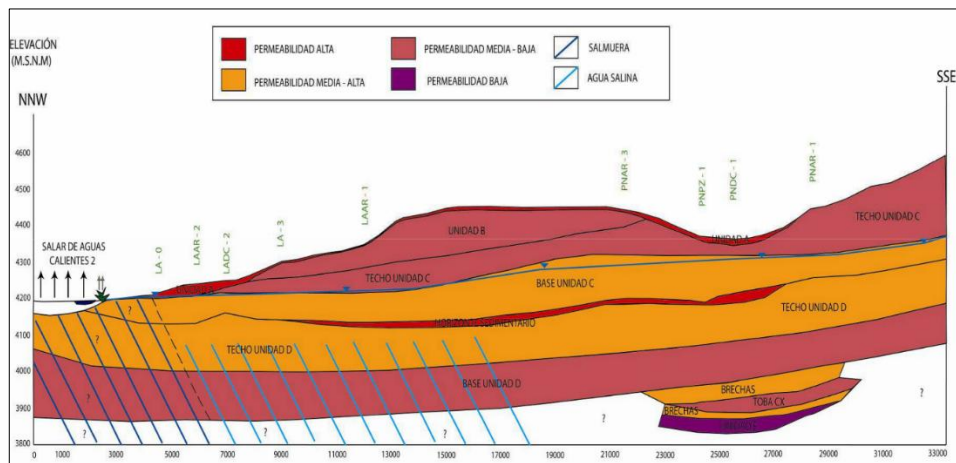 ELEVACIÓN
(M.S.N.M)
NNW
SSE
PERMEABILIDAD ALTA
PERMEABILIDAD MEDIA - BAJA
SALMUERA
PERMEABILIDAD MEDIA - ALTA
PERMEABILIDAD BAJA
AGUA SALINA
4600
4500
4400
4300
4200
4100
4000
3900
3800
SALAR DE AGUAS
CALIENTES 2
LA - 0
LAAR - 2
LADC - 2
LA - 3
LAAR - 1
PNAR - 3
PNPZ - 1
PNDC - 1
PNAR - 1
UNIDAD B
UNIDAD A
TECHO UNIDAD C
TECHO UNIDAD C
BASE UNIDAD C
HORIZONTE SEDIMENTARIO
TECHO UNIDAD D
TECHO UNIDAD D
BASE UNIDAD D
BRECHAS
TOBA CX
BRECHAS
?
?
?
?
?
?
?
?
0 1000 3000 5000 7000 9000 11000 13000 15000 17000 19000 21000 23000 25000 27000 29000 31000 33000